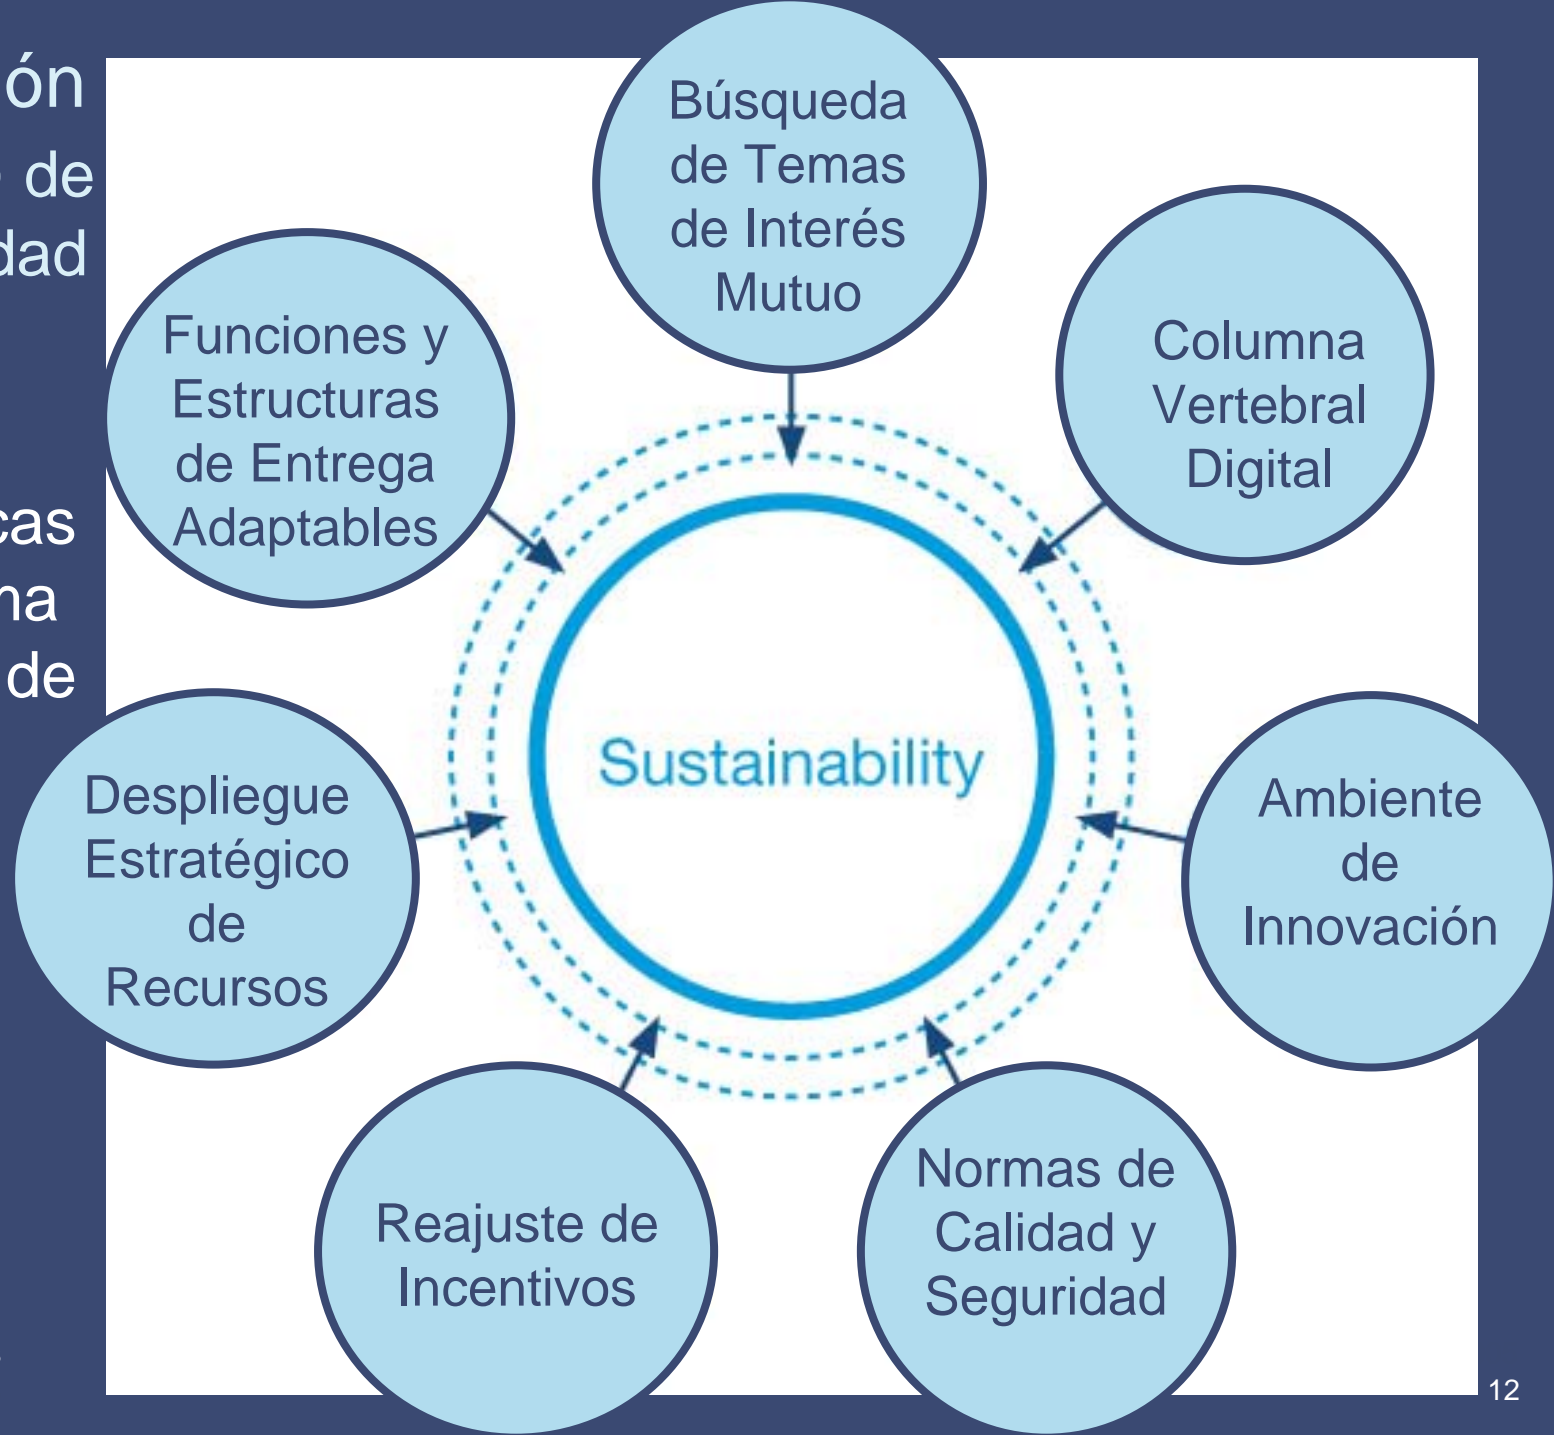 ón
de
dad
cas
ma
de
Búsqueda
de Temas
de Interés
Mutuo
Columna
Vertebral
Digital
Funciones y
Estructuras
de Entrega
Adaptables
Sustainability
Despliegue
Estratégico
de
Recursos
Ambiente
de
Innovación
Reajuste de
Incentivos
Normas de
Calidad y
Seguridad
12